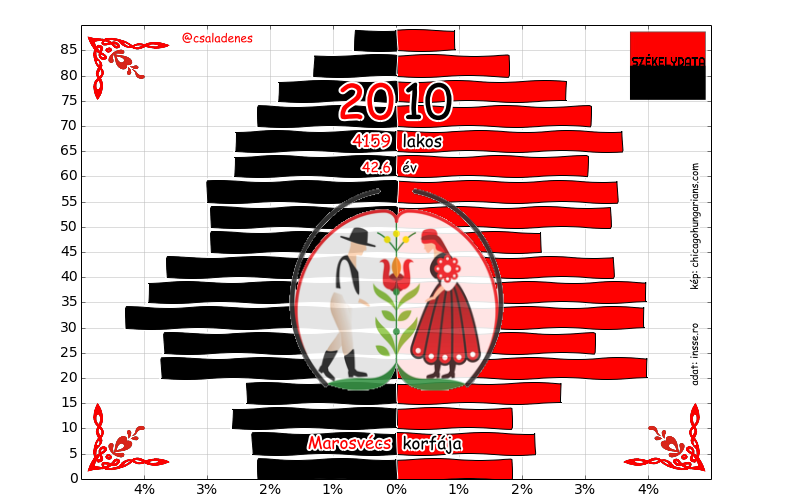 @csaladenes
SZÉKELYDATA
2010
4159 lakos
42.6 év
kép: chicagohungarians.com
adat: insse.ro
Marosvécs korfája
85
80
75
70
65
60
55
50
45
40
35
30
25
20
15
10
5
0
4% 3% 2% 1% 0% 1% 2% 3% 4%